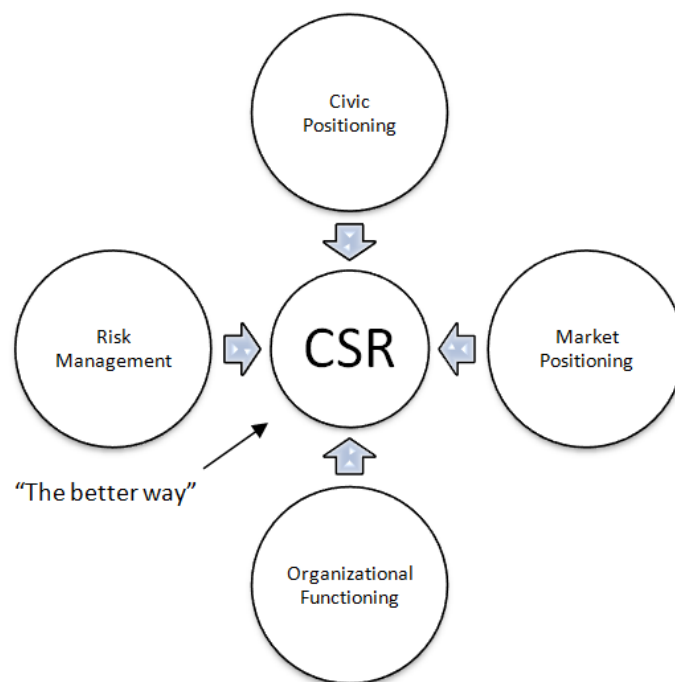 Civic
Positioning
Risk
Management
CSR
Market
Positioning
“The better way”
Organizational
Functioning